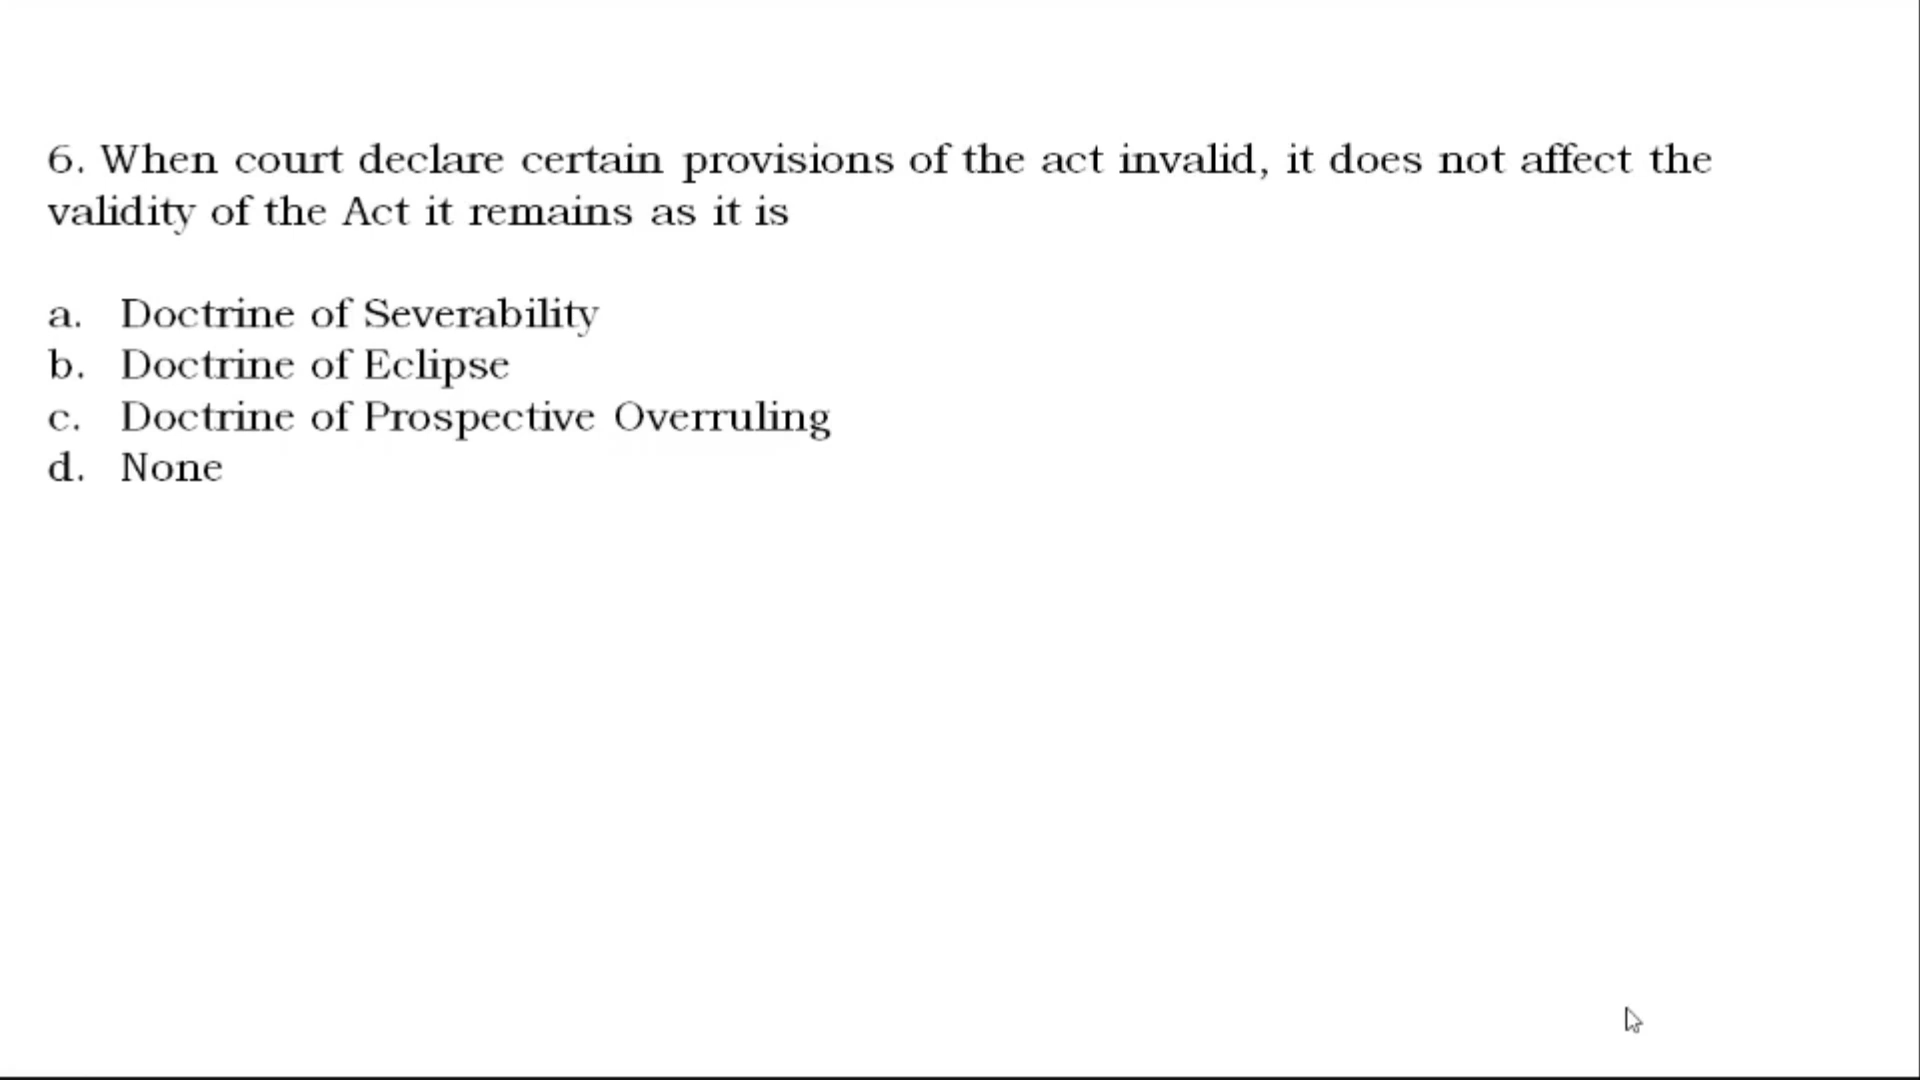 6. When court declare certain provisions of the act invalid, it does not affect the
validity of the Act it remains as it is
a. Doctrine of Severability
b. Doctrine of Eclipse
c. Doctrine of Prospective Overruling
d. None